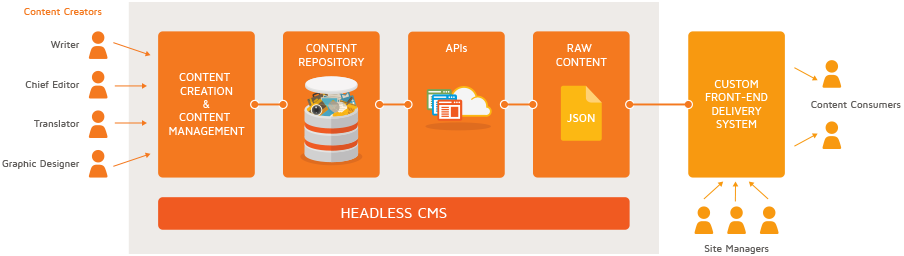 Content Creators
Writer
Chief Editor
Translator
Graphic Designer
CONTENT
CREATION
&
CONTENT
MANAGEMENT
CONTENT
REPOSITORY
APIs
RAW
CONTENT
JSON
HEADLESS CMS
CUSTOM
FRONT-END
DELIVERY
SYSTEM
Content Consumers
Site Managers